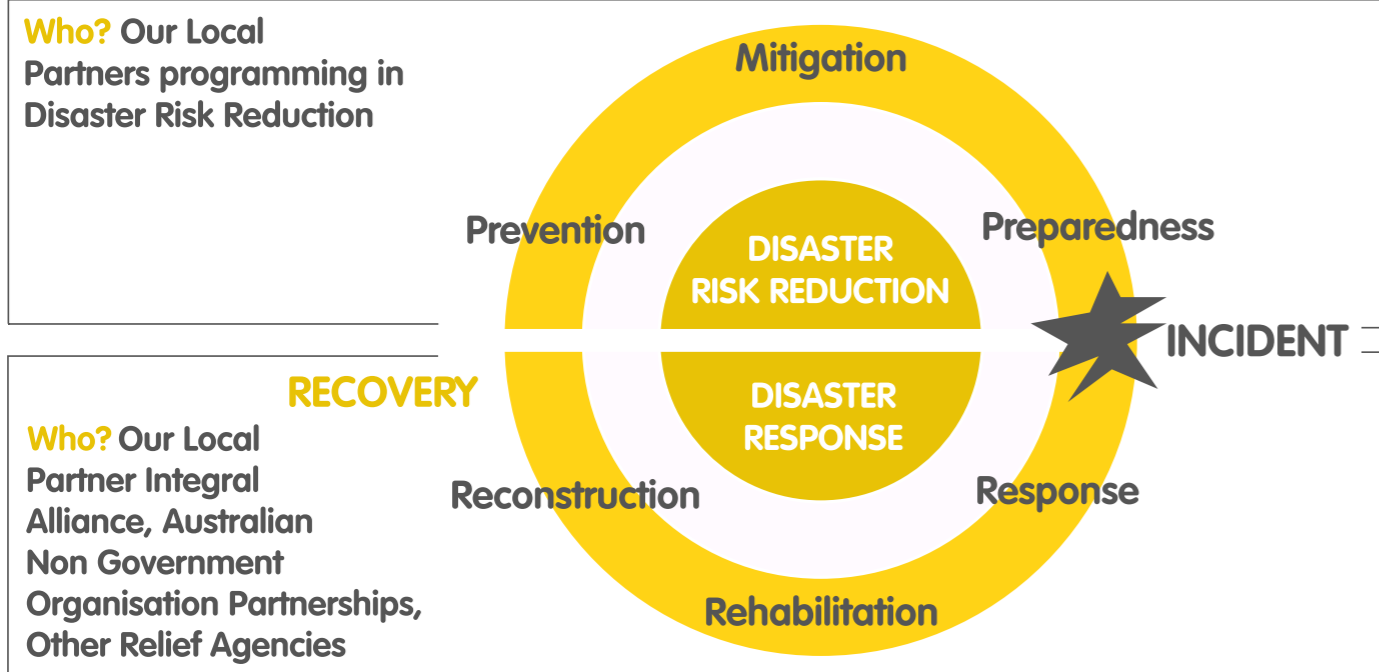 Who? Our Local
Partners programming in
Disaster Risk Reduction
Mitigation
Prevention
Preparedness
DISASTER
RISK REDUCTION
INCIDENT
RECOVERY
DISASTER
RESPONSE
Who? Our Local
Partner Integral
Alliance, Australian
Non Government
Organisation Partnerships,
Other Relief Agencies
Reconstruction
Response
Rehabilitation